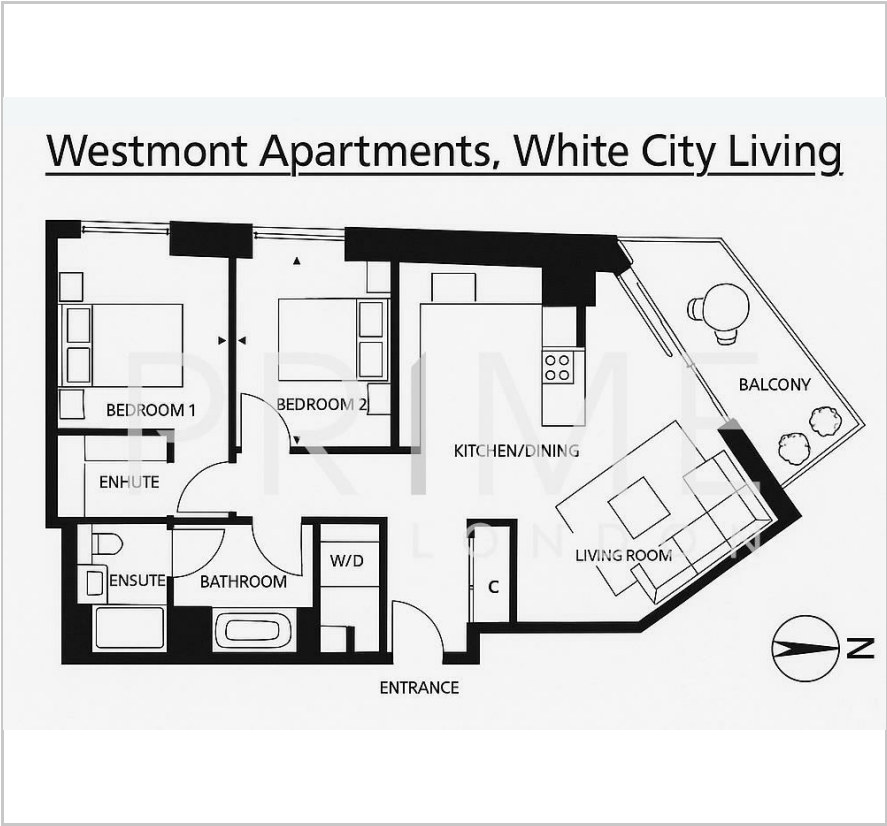 Westmont Apartments, White City Living
BALCONY
BEDROOM 1
BEDROOM 2
KITCHEN/DINING
ENHUTE
LIVING ROOM
W/D
ENSUTE
BATHROOM
C
N
ENTRANCE
PRIME
LONDON